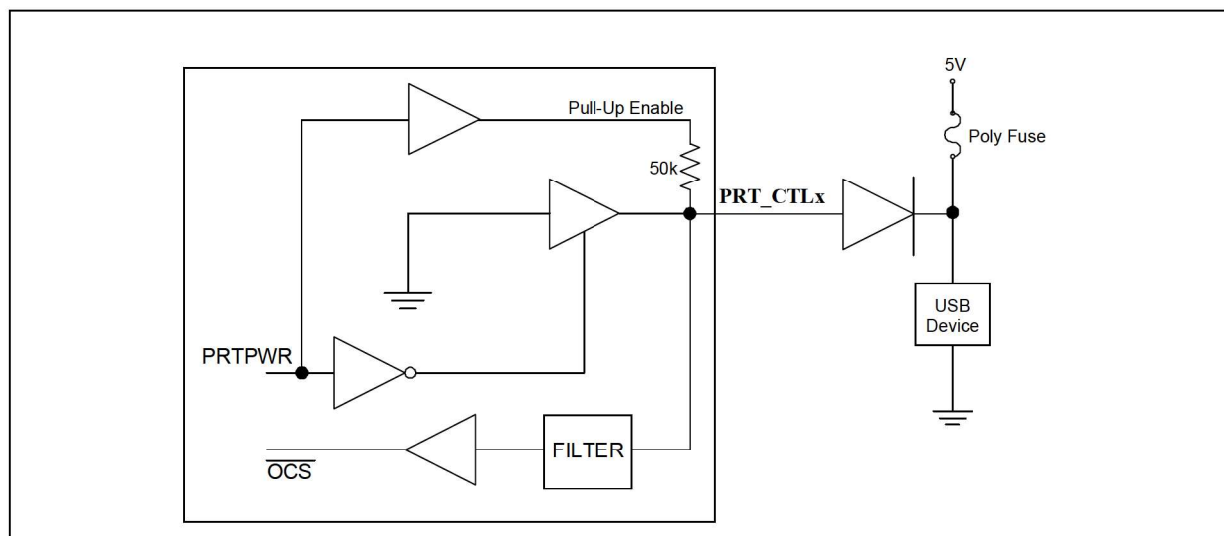 5V
Pull-Up Enable
Poly Fuse
50k
PRT_CTLx
USB
Device
PRTPWR
FILTER
OCS